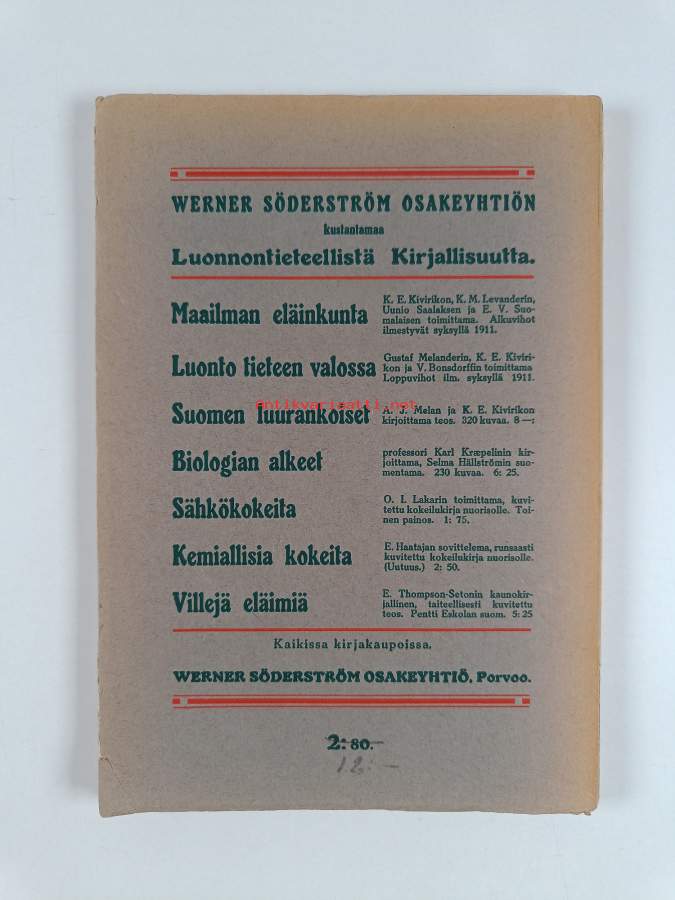 WERNER SÖDERSTRÖM OSAKEYHTIÖN
kustantamaa
Luonnontieteellistä Kirjallisuutta.
Maailman eläinkunta
K. E. Kivirikon, K. M. Levanderin,
Uunio Saalaksen ja E. V. Suo-
malaisen toimittama. Alkuvihot
ilmestyvät syksyllä 1911.
Luonto tieteen valossa
Gustaf Melanderin, K. E. Kiviri-
kon ja V. Bonsdorffin toimittama
Loppuvihot ilm. syksyllä 1911.
Antikvariaatti.net
Suomen luurankoiset
A. J. Melan ja K. E. Kivirikon
kirjoittama teos. 320 kuvaa. 8 —:
Biologian alkeet
professori Karl Kræpelinin kir-
joittama, Selma Hällströmin suo-
mentama. 230 kuvaa. 6: 25.
Sähkökokeita
O. I. Lakarin toimittama, kuvi-
tettu kokeilukirja nuorisolle. Toi-
nen painos. 1: 75.
Kemiallisia kokeita
E. Haatajan sovittelema, runsaasti
kuvitettu kokeilukirja nuorisolle.
(Uutuus.) 2: 50.
Villejä eläimiä
E. Thompson-Setonin kaunokir-
jallinen, taiteellisesti kuvitettu
teos. Pentti Eskolan suom. 5: 25
Kaikissa kirjakaupoissa.
WERNER SÖDERSTRÖM OSAKEYHTIÖ, Porvoo.
2: 80.
12:—